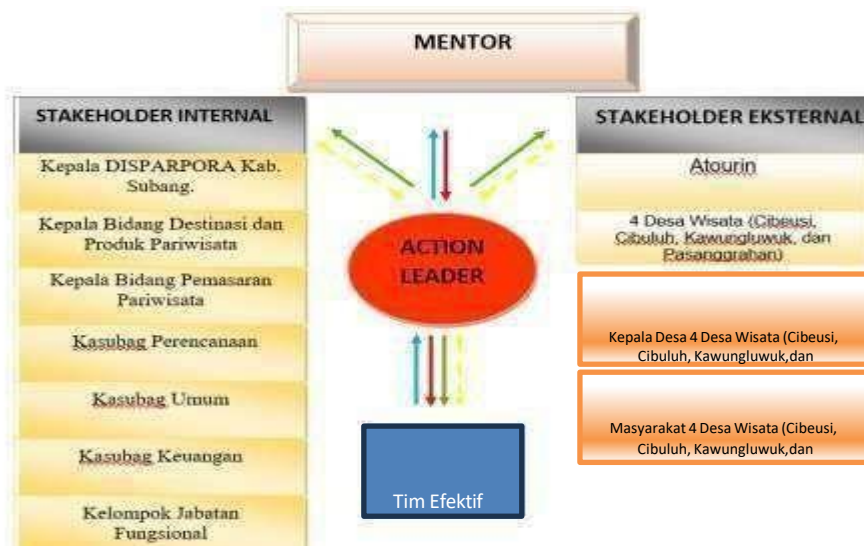 MENTOR
STAKEHOLDER INTERNAL
Kepala DISPARPORA Kab.
Subang.
Kepala Bidang Destinasi dan
Produk Pariwisata
Kepala Bidang Pemasaran
Pariwisata
Kasubag Perencanaan
Kasubag Umum
Kasubag Keuangan
Kelompok Jabatan
Fungsional
ACTION
LEADER
Tim Efektif
STAKEHOLDER EKSTERNAL
Atourin
4 Desa Wisata (Cibeusi,
Cibuluh, Kawungluwuk, dan
Pasanggrahan)
Kepala Desa 4 Desa Wisata (Cibeusi,
Cibuluh, Kawungluwuk,dan
Masyarakat 4 Desa Wisata (Cibeusi,
Cibuluh, Kawungluwuk,dan